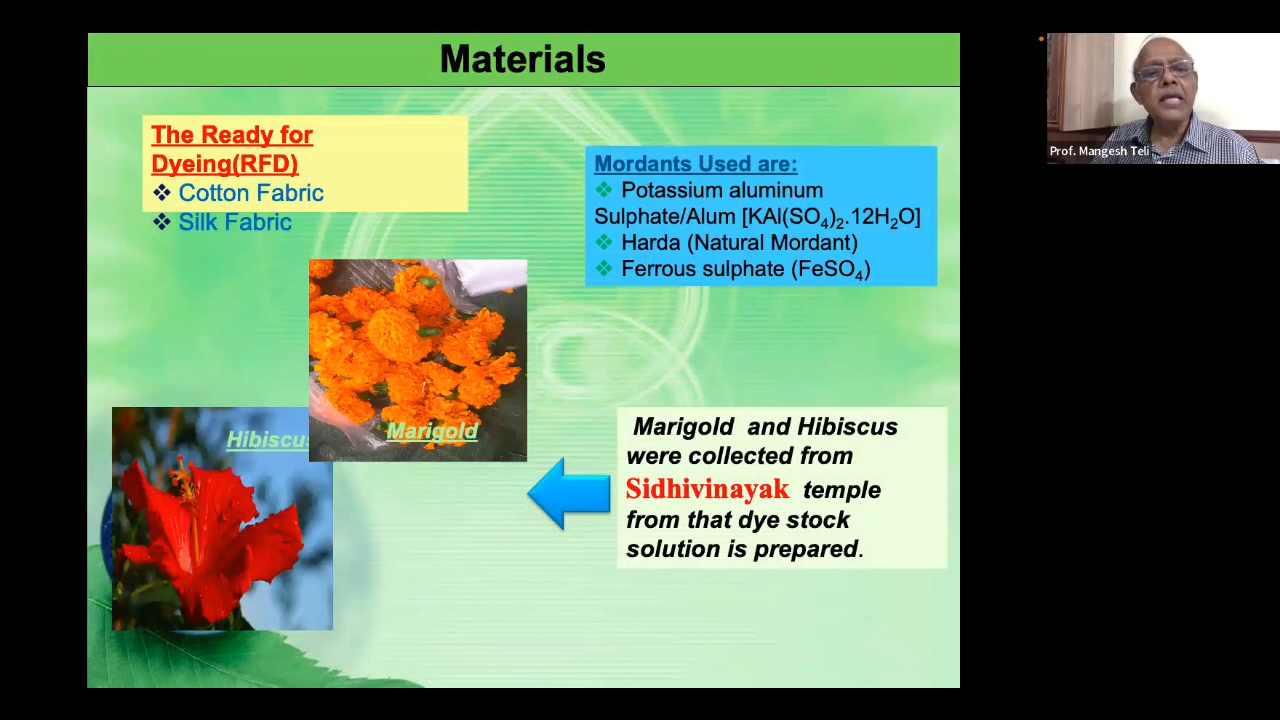 Materials
The Ready for
Dyeing(RFD)
❖ Cotton Fabric
❖ Silk Fabric
Mordants Used are:
❖ Potassium aluminum
Sulphate/Alum [KAl(SO₄)₂.12H₂O]
❖ Harda (Natural Mordant)
❖ Ferrous sulphate (FeSO₄)
Marigold
Hibiscus
Marigold and Hibiscus
were collected from
Sidhivinayak temple
from that dye stock
solution is prepared.
Prof. Mangesh Teli